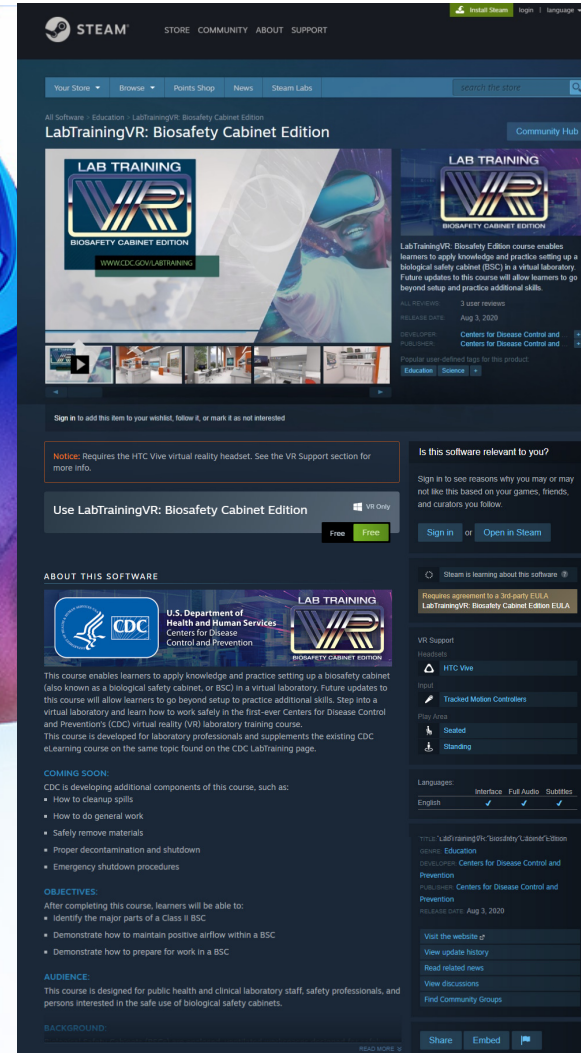 Install Steam login | language
STEAM®
STORE COMMUNITY ABOUT SUPPORT
Your Store Browse Points Shop News Steam Labs search the store
All Software > Education > LabTrainingVR: Biosafety Cabinet Edition
LabTrainingVR: Biosafety Cabinet Edition
Community Hub
LAB TRAINING
VR
BIOSAFETY CABINET EDITION
WWW.CDC.GOV/LABTRAINING
LAB TRAINING
VR
BIOSAFETY CABINET EDITION
LabTrainingVR: Biosafety Edition course enables
learners to apply knowledge and practice setting up a
biological safety cabinet (BSC) in a virtual laboratory.
Future updates to this course will allow learners to go
beyond setup and practice additional skills.
ALL REVIEWS: 3 user reviews
RELEASE DATE: Aug 3, 2020
DEVELOPER: Centers for Disease Control and... +
PUBLISHER: Centers for Disease Control and... +
Popular user-defined tags for this product:
Education Science +
Sign in to add this item to your wishlist, follow it, or mark it as not interested
Notice: Requires the HTC Vive virtual reality headset. See the VR Support section for
more info.
Use LabTrainingVR: Biosafety Cabinet Edition
VR Only
Free Free
ABOUT THIS SOFTWARE
CDC
U.S. Department of
Health and Human Services
Centers for Disease
Control and Prevention
LAB TRAINING
VR
BIOSAFETY CABINET EDITION
This course enables learners to apply knowledge and practice setting up a biosafety cabinet
(also known as a biological safety cabinet, or BSC) in a virtual laboratory. Future updates to
this course will allow learners to go beyond setup to practice additional skills. Step into a
virtual laboratory and learn how to work safely in the first-ever Centers for Disease Control
and Prevention's (CDC) virtual reality (VR) laboratory training course.
This course is developed for laboratory professionals and supplements the existing CDC
eLearning course on the same topic found on the CDC LabTraining page.
COMING SOON:
CDC is developing additional components of this course, such as:
▪ How to cleanup spills
▪ How to do general work
▪ Safely remove materials
▪ Proper decontamination and shutdown
▪ Emergency shutdown procedures
OBJECTIVES:
After completing this course, learners will be able to:
▪ Identify the major parts of a Class II BSC
▪ Demonstrate how to maintain positive airflow within a BSC
▪ Demonstrate how to prepare for work in a BSC
AUDIENCE:
This course is designed for public health and clinical laboratory staff, safety professionals, and
persons interested in the safe use of biological safety cabinets.
BACKGROUND:
READ MORE
Is this software relevant to you?
Sign in to see reasons why you may or may
not like this based on your games, friends,
and curators you follow.
Sign in or Open in Steam
Steam is learning about this software ?
Requires agreement to a 3rd-party EULA
LabTrainingVR: Biosafety Cabinet Edition EULA
VR Support
Headsets
HTC Vive
Input
Tracked Motion Controllers
Play Area
Seated
Standing
Languages:
Interface Full Audio Subtitles
English ✔ ✔ ✔
TITLE: LabTrainingVR: Biosafety Cabinet Edition
GENRE: Education
DEVELOPER: Centers for Disease Control and
Prevention
PUBLISHER: Centers for Disease Control and
Prevention
RELEASE DATE: Aug 3, 2020
Visit the website
View update history
Read related news
View discussions
Find Community Groups
Share Embed